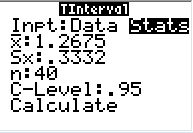 TInterval
Inpt:Data Stats
x̄:1.2675
Sx:.3332
n:40
C-Level:.95
Calculate